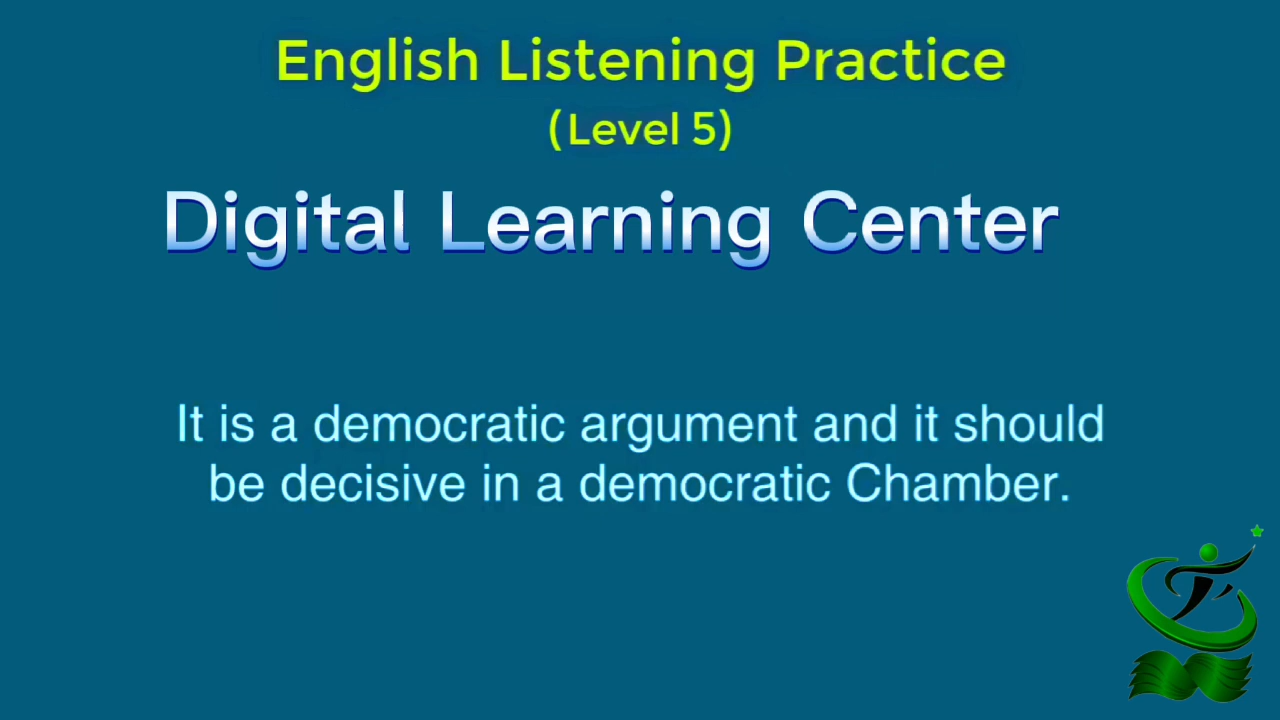 English Listening Practice
(Level 5)
Digital Learning Center
It is a democratic argument and it should
be decisive in a democratic Chamber.